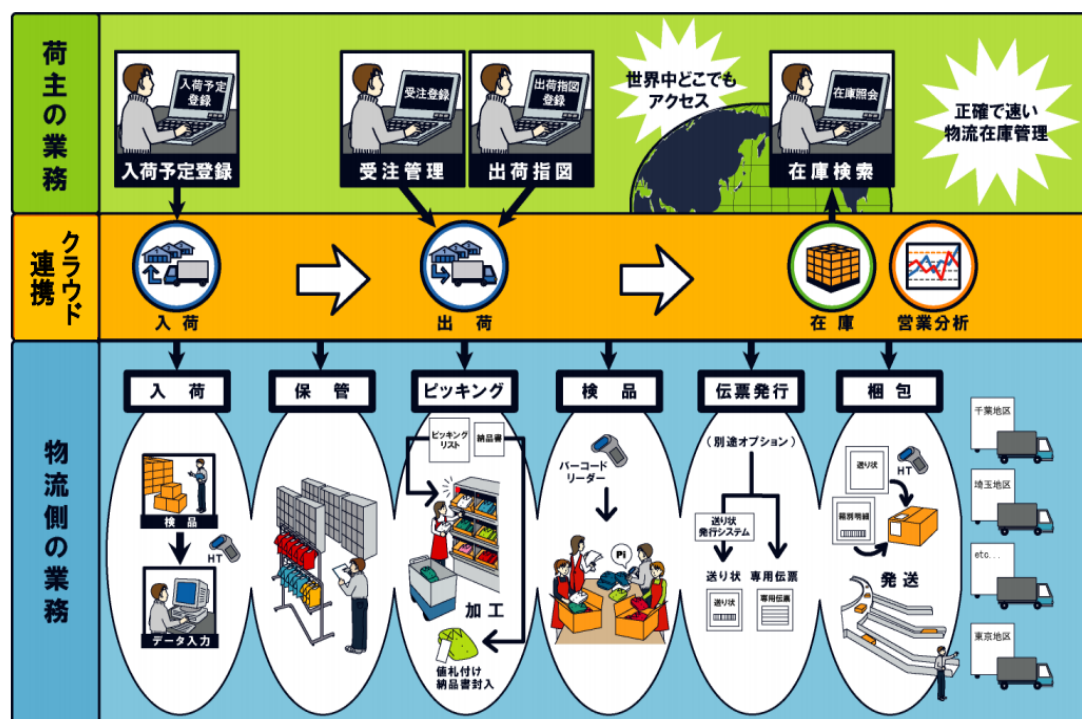 荷主の業務
入荷予定
登録
入荷予定登録
受注登録
受注管理
出荷指図
登録
出荷指図
世界中どこでも
アクセス
在庫照会
在庫検索
正確で速い
物流在庫管理
クラウド
連携
入荷
出荷
在庫
営業分析
物流側の業務
入荷
検品
HT
データ入力
保管
ピッキング
ピッキング
リスト
納品書
加工
値札付け
納品書封入
検品
バーコード
リーダー
Pi
伝票発行
(別途オプション)
送り状
発行システム
送り状
専用伝票
送り状
専用伝票
梱包
送り状
HT
箱別明細
発送
千葉地区
埼玉地区
etc...
東京地区